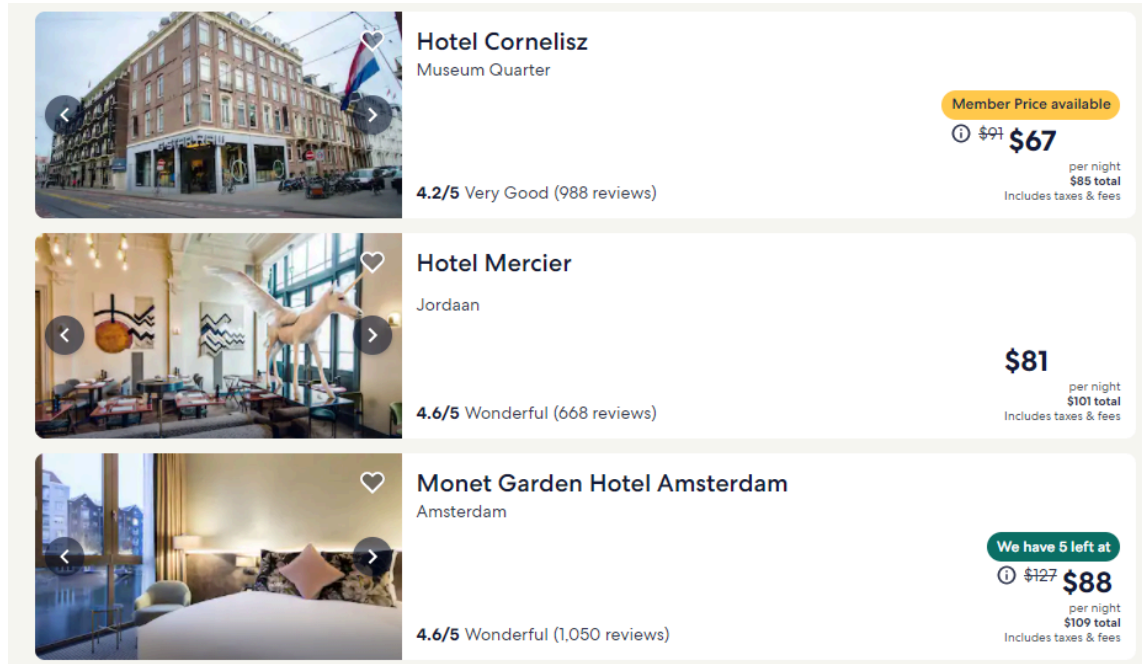 Hotel Cornelisz
Museum Quarter
Member Price available
$91 $67
per night
$85 total
Includes taxes & fees
4.2/5 Very Good (988 reviews)
Hotel Mercier
Jordaan
$81
per night
$101 total
Includes taxes & fees
4.6/5 Wonderful (668 reviews)
Monet Garden Hotel Amsterdam
Amsterdam
We have 5 left at
$127 $88
per night
$109 total
Includes taxes & fees
4.6/5 Wonderful (1,050 reviews)